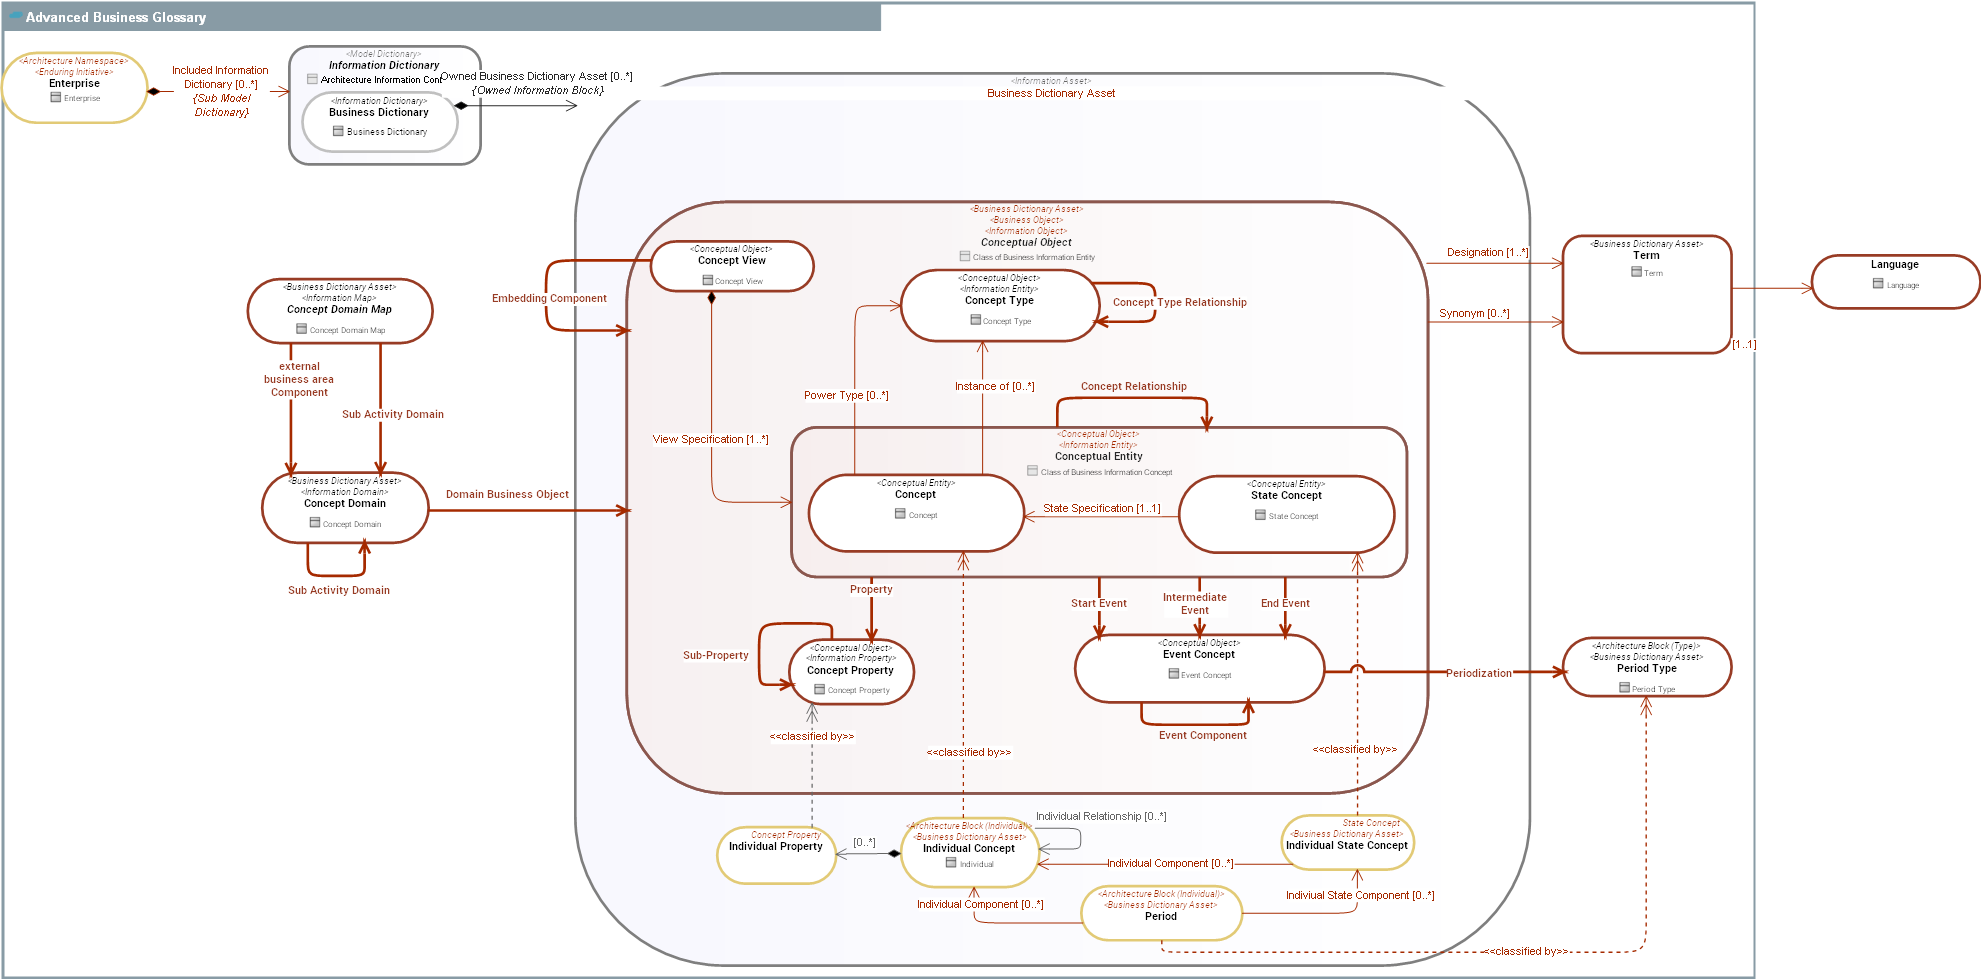 Advanced Business Glossary
<Architecture Namespace>
<Enduring Initiative>
Enterprise
Enterprise
Included Information
Dictionary [0..*]
{Sub Model
Dictionary}
<Model Dictionary>
Information Dictionary
Architecture Information Cont
<Information Dictionary>
Business Dictionary
Business Dictionary
Owned Business Dictionary Asset [0..*]
{Owned Information Block}
<Information Asset>
Business Dictionary Asset
<Business Dictionary Asset>
<Business Object>
<Information Object>
Conceptual Object
Class of Business Information Entity
<Conceptual Object>
Concept View
Concept View
Embedding Component
<Conceptual Object>
<Information Entity>
Concept Type
Concept Type
Concept Type Relationship
Designation [1..*]
Synonym [0..*]
<Business Dictionary Asset>
Term
Term
[1..1]
Language
Language
<Business Dictionary Asset>
<Information Map>
Concept Domain Map
Concept Domain Map
external
business area
Component
Sub Activity Domain
<Business Dictionary Asset>
<Information Domain>
Concept Domain
Concept Domain
Sub Activity Domain
Domain Business Object
Power Type [0..*]
Instance of [0..*]
Concept Relationship
View Specification [1..*]
<Conceptual Object>
<Information Entity>
Conceptual Entity
Class of Business Information Concept
<Conceptual Entity>
Concept
Concept
State Specification [1..1]
<Conceptual Entity>
State Concept
State Concept
Property
Start Event
Intermediate
Event
End Event
Sub-Property
<Conceptual Object>
<Information Property>
Concept Property
Concept Property
<Conceptual Object>
Event Concept
Event Concept
Event Component
Periodization
<Architecture Block (Type)>
<Business Dictionary Asset>
Period Type
Period Type
<<classified by>>
<<classified by>>
<<classified by>>
Concept Property
Individual Property
[0..*]
<Architecture Block (Individual)>
<Business Dictionary Asset>
Individual Concept
Individual
Individual Relationship [0..*]
Individual Component [0..*]
State Concept
<Business Dictionary Asset>
Individual State Concept
Individual Component [0..*]
<Architecture Block (Individual)>
<Business Dictionary Asset>
Period
Indiviual State Component [0..*]
<<classified by>>